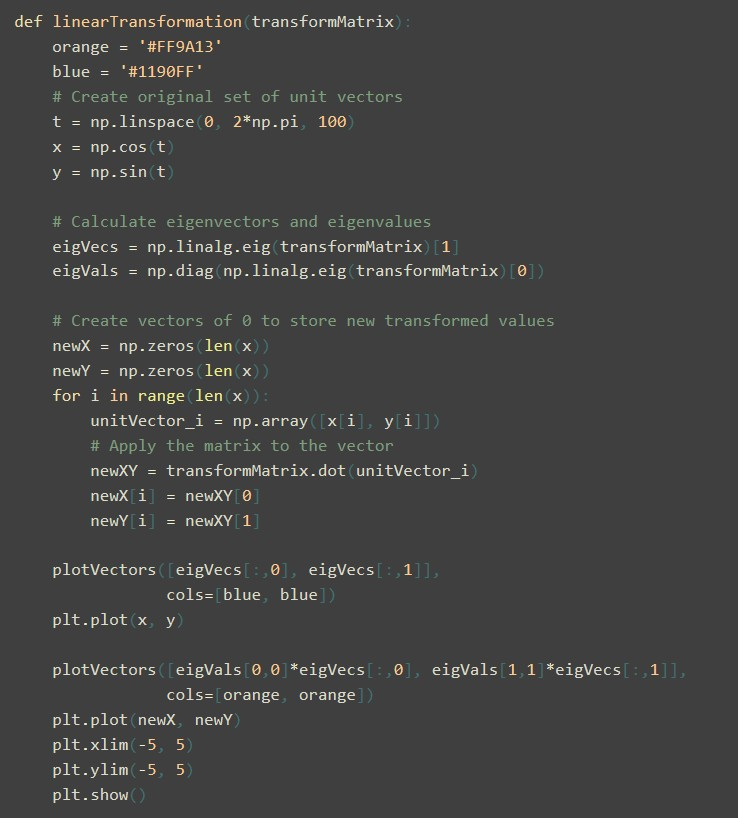 def linearTransformation(transformMatrix):
    orange = '#FF9A13'
    blue = '#1190FF'
    # Create original set of unit vectors
    t = np.linspace(0, 2*np.pi, 100)
    x = np.cos(t)
    y = np.sin(t)

    # Calculate eigenvectors and eigenvalues
    eigVecs = np.linalg.eig(transformMatrix)[1]
    eigVals = np.diag(np.linalg.eig(transformMatrix)[0])

    # Create vectors of 0 to store new transformed values
    newX = np.zeros(len(x))
    newY = np.zeros(len(x))
    for i in range(len(x)):
        unitVector_i = np.array([x[i], y[i]])
        # Apply the matrix to the vector
        newXY = transformMatrix.dot(unitVector_i)
        newX[i] = newXY[0]
        newY[i] = newXY[1]

    plotVectors([eigVecs[:,0], eigVecs[:,1]],
                cols=[blue, blue])
    plt.plot(x, y)

    plotVectors([eigVals[0,0]*eigVecs[:,0], eigVals[1,1]*eigVecs[:,1]],
                cols=[orange, orange])
    plt.plot(newX, newY)
    plt.xlim(-5, 5)
    plt.ylim(-5, 5)
    plt.show()